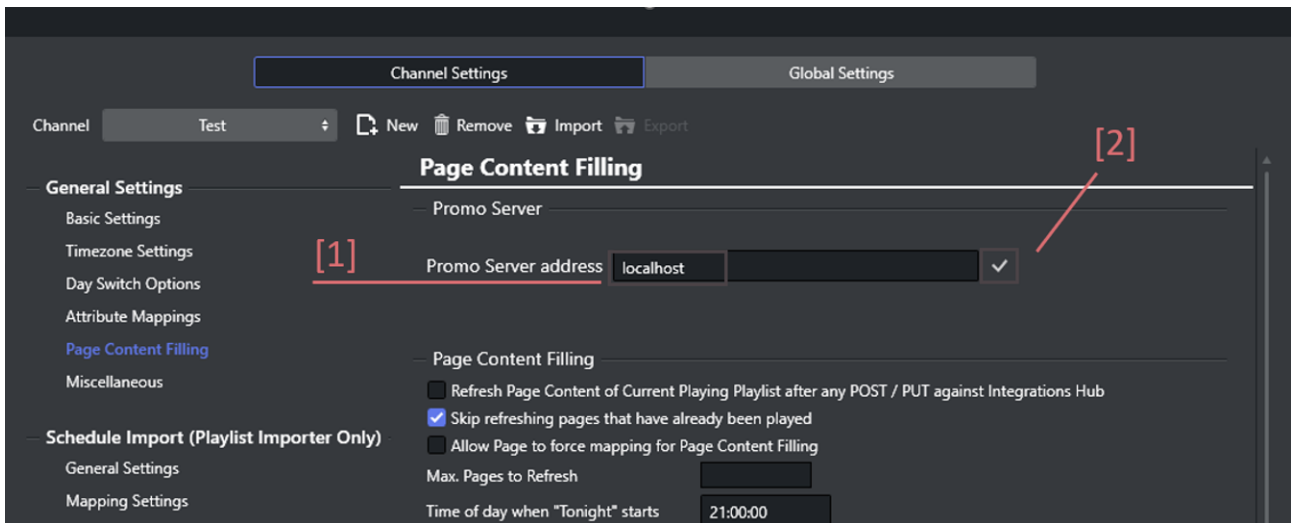 Channel Settings Global Settings
Channel Test New Remove Import Export
[2]
Page Content Filling
General Settings
Promo Server
Basic Settings
Timezone Settings
[1]
Promo Server address localhost
Day Switch Options
Attribute Mappings
Page Content Filling
Page Content Filling
Miscellaneous
Refresh Page Content of Current Playing Playlist after any POST / PUT against Integrations Hub
Skip refreshing pages that have already been played
Schedule Import (Playlist Importer Only)
Allow Page to force mapping for Page Content Filling
General Settings
Max. Pages to Refresh
Mapping Settings
Time of day when "Tonight" starts 21:00:00